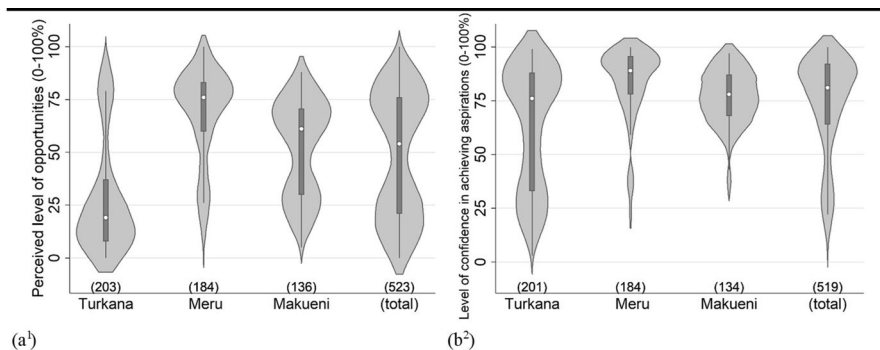 Perceived level of opportunities (0-100%)
100
75
50
25
0
(203)
(184)
(136)
(523)
Turkana
Meru
Makueni
(total)
(a¹)
Level of confidence in achieving aspirations (0-100%)
100
75
50
25
0
(201)
(184)
(134)
(519)
Turkana
Meru
Makueni
(total)
(b²)